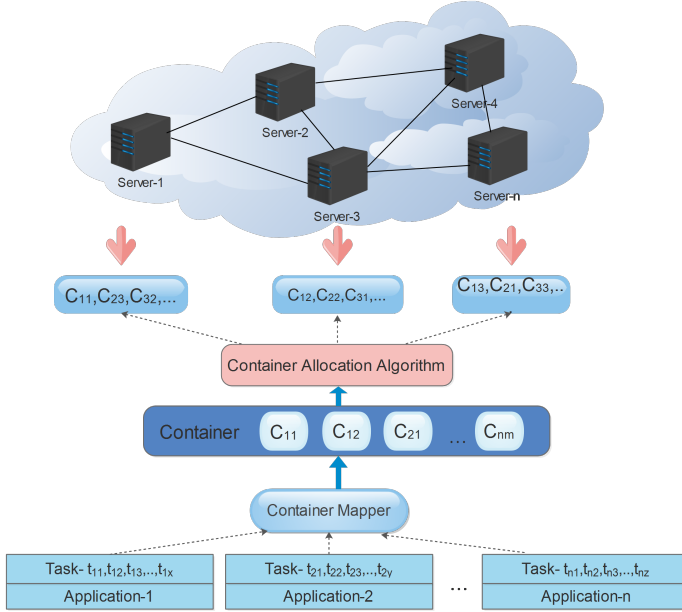 Server-4
Server-2
Server-1
Server-n
Server-3
C11,C23,C32,...
C12,C22,C31,...
C13,C21,C33,..
Container Allocation Algorithm
Container C11 C12 C21 ... Cnm
Container Mapper
Task- t11,t12,t13,..,t1x
Application-1
Task- t21,t22,t23,..,t2y
Application-2
...
Task- tn1,tn2,tn3,..,tnz
Application-n